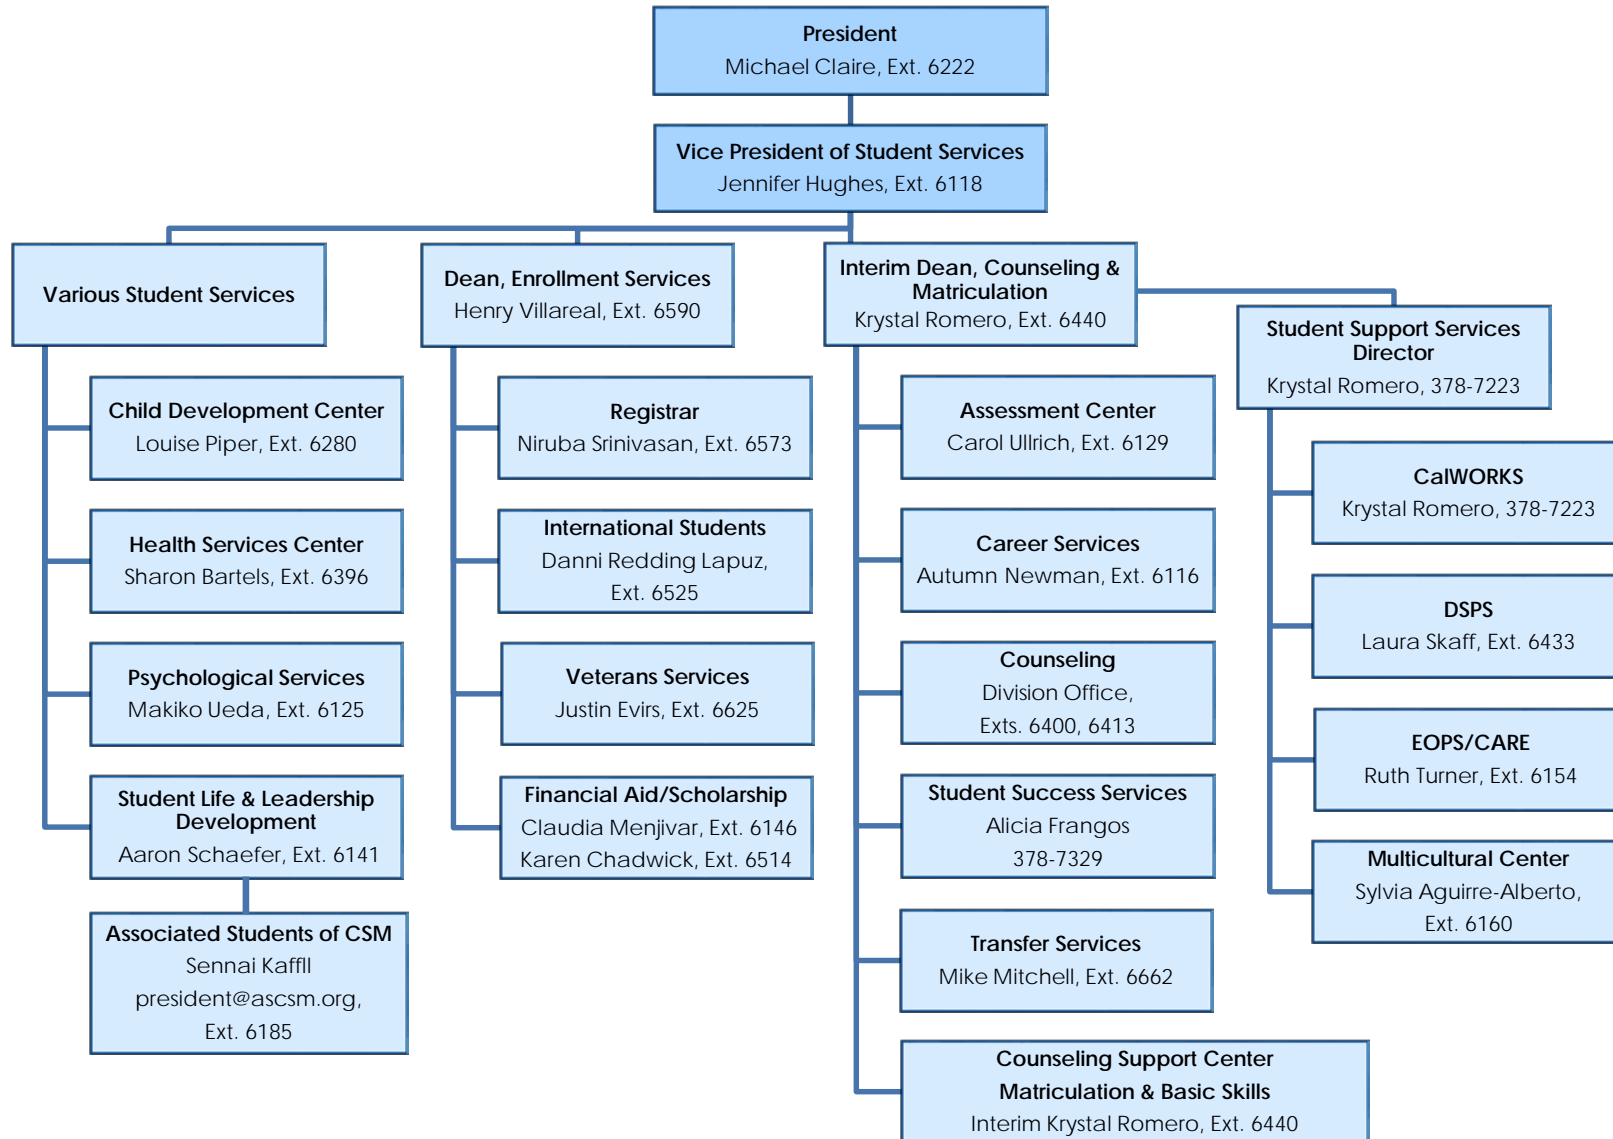 President
Michael Claire, Ext. 6222
Vice President of Student Services
Jennifer Hughes, Ext. 6118
Various Student Services
Child Development Center
Louise Piper, Ext. 6280
Health Services Center
Sharon Bartels, Ext. 6396
Psychological Services
Makiko Ueda, Ext. 6125
Student Life & Leadership
Development
Aaron Schaefer, Ext. 6141
Associated Students of CSM
Sennai Kaffll
president@ascsm.org,
Ext. 6185
Dean, Enrollment Services
Henry Villareal, Ext. 6590
Registrar
Niruba Srinivasan, Ext. 6573
International Students
Danni Redding Lapuz,
Ext. 6525
Veterans Services
Justin Evirs, Ext. 6625
Financial Aid/Scholarship
Claudia Menjivar, Ext. 6146
Karen Chadwick, Ext. 6514
Interim Dean, Counseling &
Matriculation
Krystal Romero, Ext. 6440
Assessment Center
Carol Ullrich, Ext. 6129
Career Services
Autumn Newman, Ext. 6116
Counseling
Division Office,
Exts. 6400, 6413
Student Success Services
Alicia Frangos
378-7329
Transfer Services
Mike Mitchell, Ext. 6662
Counseling Support Center
Matriculation & Basic Skills
Interim Krystal Romero, Ext. 6440
Student Support Services
Director
Krystal Romero, 378-7223
CalWORKS
Krystal Romero, 378-7223
DSPS
Laura Skaff, Ext. 6433
EOPS/CARE
Ruth Turner, Ext. 6154
Multicultural Center
Sylvia Aguirre-Alberto,
Ext. 6160